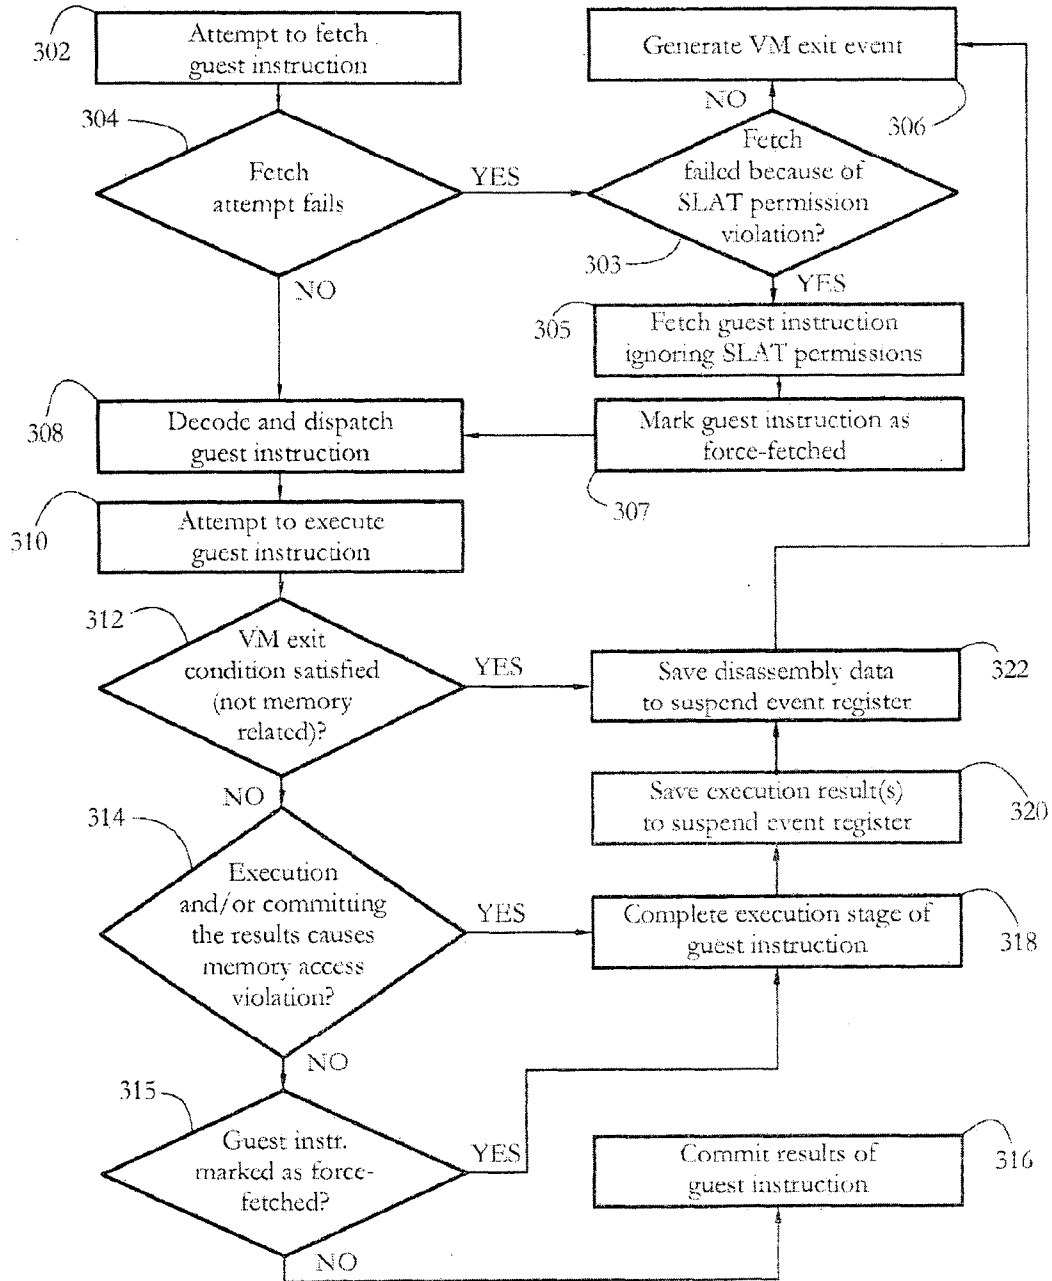 302
Attempt to fetch
guest instruction
Generate VM exit event
306
304
Fetch
attempt fails
YES
NO
NO
Fetch
failed because of
SLAT permission
violation?
303
YES
305
Fetch guest instruction
ignoring SLAT permissions
308
Decode and dispatch
guest instruction
Mark guest instruction as
force-fetched
307
310
Attempt to execute
guest instruction
312
VM exit
condition satisfied
(not memory
related)?
YES
NO
Save disassembly data
to suspend event register
322
Save execution result(s)
to suspend event register
320
314
Execution
and/or committing
the results causes
memory access
violation?
YES
NO
Complete execution stage of
guest instruction
318
315
Guest instr.
marked as force-
fetched?
YES
NO
Commit results of
guest instruction
316